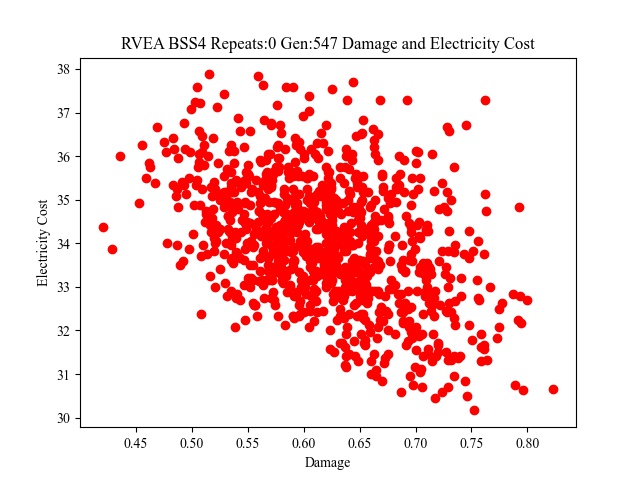 RVEA BSS4 Repeats:0 Gen:547 Damage and Electricity Cost
38
37
36
35
34
33
32
31
30
Electricity Cost
0.45 0.50 0.55 0.60 0.65 0.70 0.75 0.80
Damage